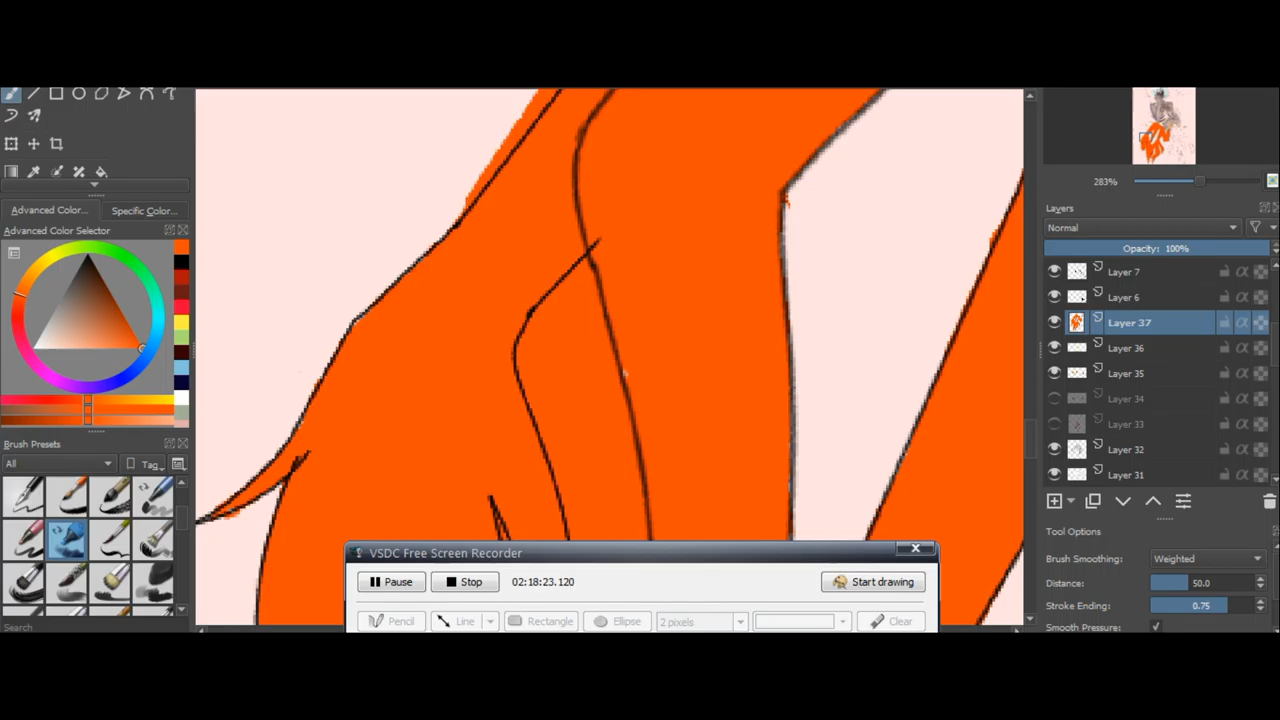 Advanced Color...
Specific Color...
Advanced Color Selector
Brush Presets
All
Tag
Search
VSDC Free Screen Recorder
Pause
Stop
02:18:23.120
Start drawing
Pencil
Line
Rectangle
Ellipse
2 pixels
Clear
283%
Layers
Normal
Opacity: 100%
Layer 7
Layer 6
Layer 37
Layer 36
Layer 35
Layer 34
Layer 33
Layer 32
Layer 31
Tool Options
Brush Smoothing: Weighted
Distance: 50.0
Stroke Ending: 0.75
Smooth Pressure: